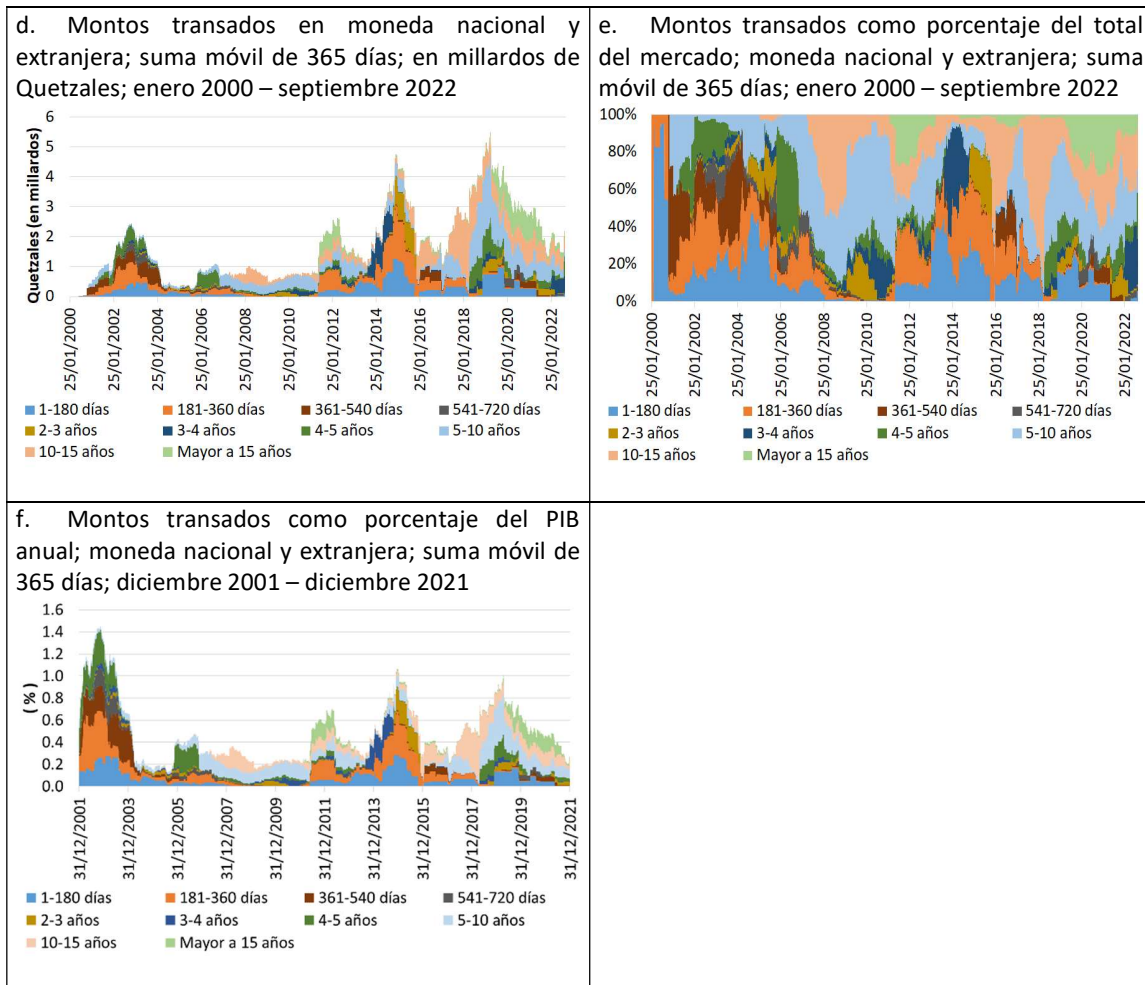 d. Montos transados en moneda nacional y
extranjera; suma móvil de 365 días; en millardos de
Quetzales; enero 2000 – septiembre 2022
Quetzales (en millardos)
6
5
4
3
2
1
0
25/01/2000
25/01/2002
25/01/2004
25/01/2006
25/01/2008
25/01/2010
25/01/2012
25/01/2014
25/01/2016
25/01/2018
25/01/2020
25/01/2022
1-180 días 181-360 días 361-540 días 541-720 días
2-3 años 3-4 años 4-5 años 5-10 años
10-15 años Mayor a 15 años
e. Montos transados como porcentaje del total
del mercado; moneda nacional y extranjera; suma
móvil de 365 días; enero 2000 – septiembre 2022
100%
80%
60%
40%
20%
0%
25/01/2000
25/01/2002
25/01/2004
25/01/2006
25/01/2008
25/01/2010
25/01/2012
25/01/2014
25/01/2016
25/01/2018
25/01/2020
25/01/2022
1-180 días 181-360 días 361-540 días 541-720 días
2-3 años 3-4 años 4-5 años 5-10 años
10-15 años Mayor a 15 años
f. Montos transados como porcentaje del PIB
anual; moneda nacional y extranjera; suma móvil de
365 días; diciembre 2001 – diciembre 2021
( % )
1.6
1.4
1.2
1.0
0.8
0.6
0.4
0.2
0.0
31/12/2001
31/12/2003
31/12/2005
31/12/2007
31/12/2009
31/12/2011
31/12/2013
31/12/2015
31/12/2017
31/12/2019
31/12/2021
1-180 días 181-360 días 361-540 días 541-720 días
2-3 años 3-4 años 4-5 años 5-10 años
10-15 años Mayor a 15 años